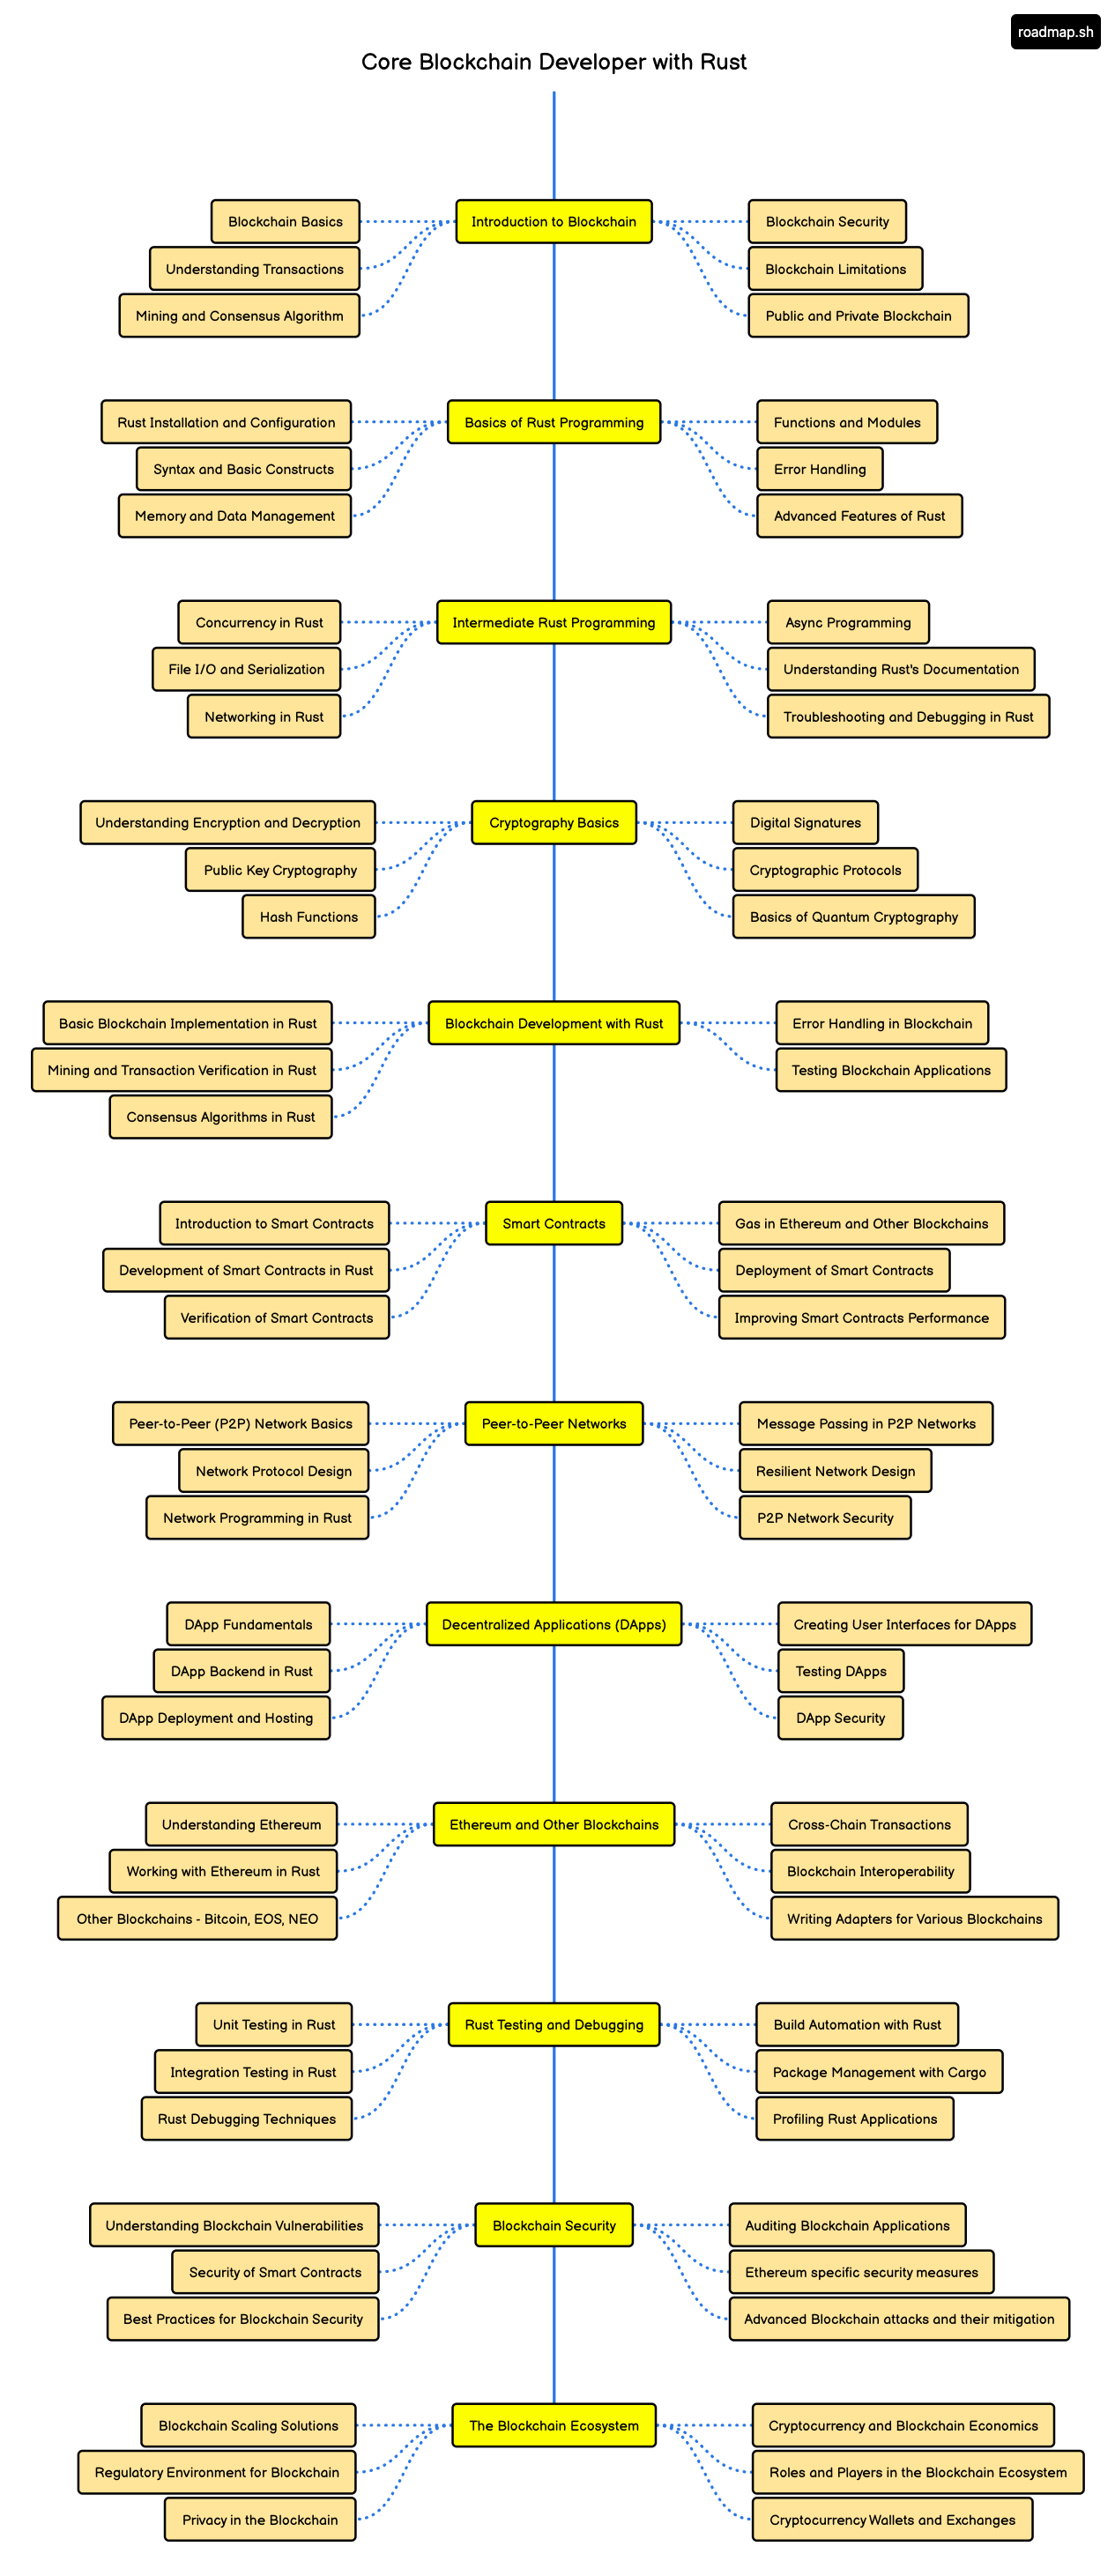 roadmap.sh
Core Blockchain Developer with Rust
Blockchain Basics
Introduction to Blockchain
Blockchain Security
Understanding Transactions
Blockchain Limitations
Mining and Consensus Algorithm
Public and Private Blockchain
Rust Installation and Configuration
Basics of Rust Programming
Functions and Modules
Syntax and Basic Constructs
Error Handling
Memory and Data Management
Advanced Features of Rust
Concurrency in Rust
Intermediate Rust Programming
Async Programming
File I/O and Serialization
Understanding Rust's Documentation
Networking in Rust
Troubleshooting and Debugging in Rust
Understanding Encryption and Decryption
Cryptography Basics
Digital Signatures
Public Key Cryptography
Cryptographic Protocols
Hash Functions
Basics of Quantum Cryptography
Basic Blockchain Implementation in Rust
Blockchain Development with Rust
Error Handling in Blockchain
Mining and Transaction Verification in Rust
Testing Blockchain Applications
Consensus Algorithms in Rust
Introduction to Smart Contracts
Smart Contracts
Gas in Ethereum and Other Blockchains
Development of Smart Contracts in Rust
Deployment of Smart Contracts
Verification of Smart Contracts
Improving Smart Contracts Performance
Peer-to-Peer (P2P) Network Basics
Peer-to-Peer Networks
Message Passing in P2P Networks
Network Protocol Design
Resilient Network Design
Network Programming in Rust
P2P Network Security
DApp Fundamentals
Decentralized Applications (DApps)
Creating User Interfaces for DApps
DApp Backend in Rust
Testing DApps
DApp Deployment and Hosting
DApp Security
Understanding Ethereum
Ethereum and Other Blockchains
Cross-Chain Transactions
Working with Ethereum in Rust
Blockchain Interoperability
Other Blockchains - Bitcoin, EOS, NEO
Writing Adapters for Various Blockchains
Unit Testing in Rust
Rust Testing and Debugging
Build Automation with Rust
Integration Testing in Rust
Package Management with Cargo
Rust Debugging Techniques
Profiling Rust Applications
Understanding Blockchain Vulnerabilities
Blockchain Security
Auditing Blockchain Applications
Security of Smart Contracts
Ethereum specific security measures
Best Practices for Blockchain Security
Advanced Blockchain attacks and their mitigation
Blockchain Scaling Solutions
The Blockchain Ecosystem
Cryptocurrency and Blockchain Economics
Regulatory Environment for Blockchain
Roles and Players in the Blockchain Ecosystem
Privacy in the Blockchain
Cryptocurrency Wallets and Exchanges